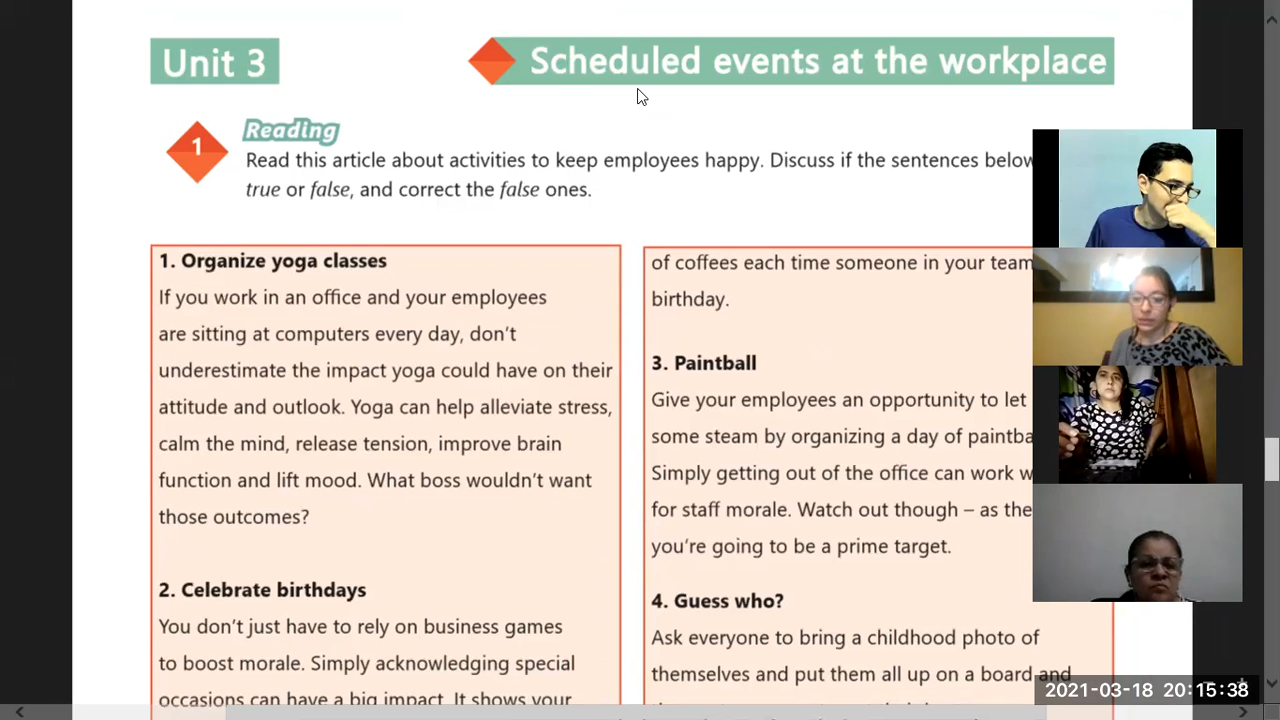 Unit 3
Scheduled events at the workplace
1
Reading
Read this article about activities to keep employees happy. Discuss if the sentences below
true or false, and correct the false ones.
1. Organize yoga classes
If you work in an office and your employees
are sitting at computers every day, don't
underestimate the impact yoga could have on their
attitude and outlook. Yoga can help alleviate stress,
calm the mind, release tension, improve brain
function and lift mood. What boss wouldn't want
those outcomes?
2. Celebrate birthdays
You don't just have to rely on business games
to boost morale. Simply acknowledging special
occasions can have a big impact. It shows your
of coffees each time someone in your team
birthday.
3. Paintball
Give your employees an opportunity to let
some steam by organizing a day of
Simply getting out of the office can work
for staff morale. Watch out though – as
you're going to be a prime target.
4. Guess who?
Ask everyone to bring a childhood photo of
themselves and put them all up on a board and
2021-03-18 20:15:38